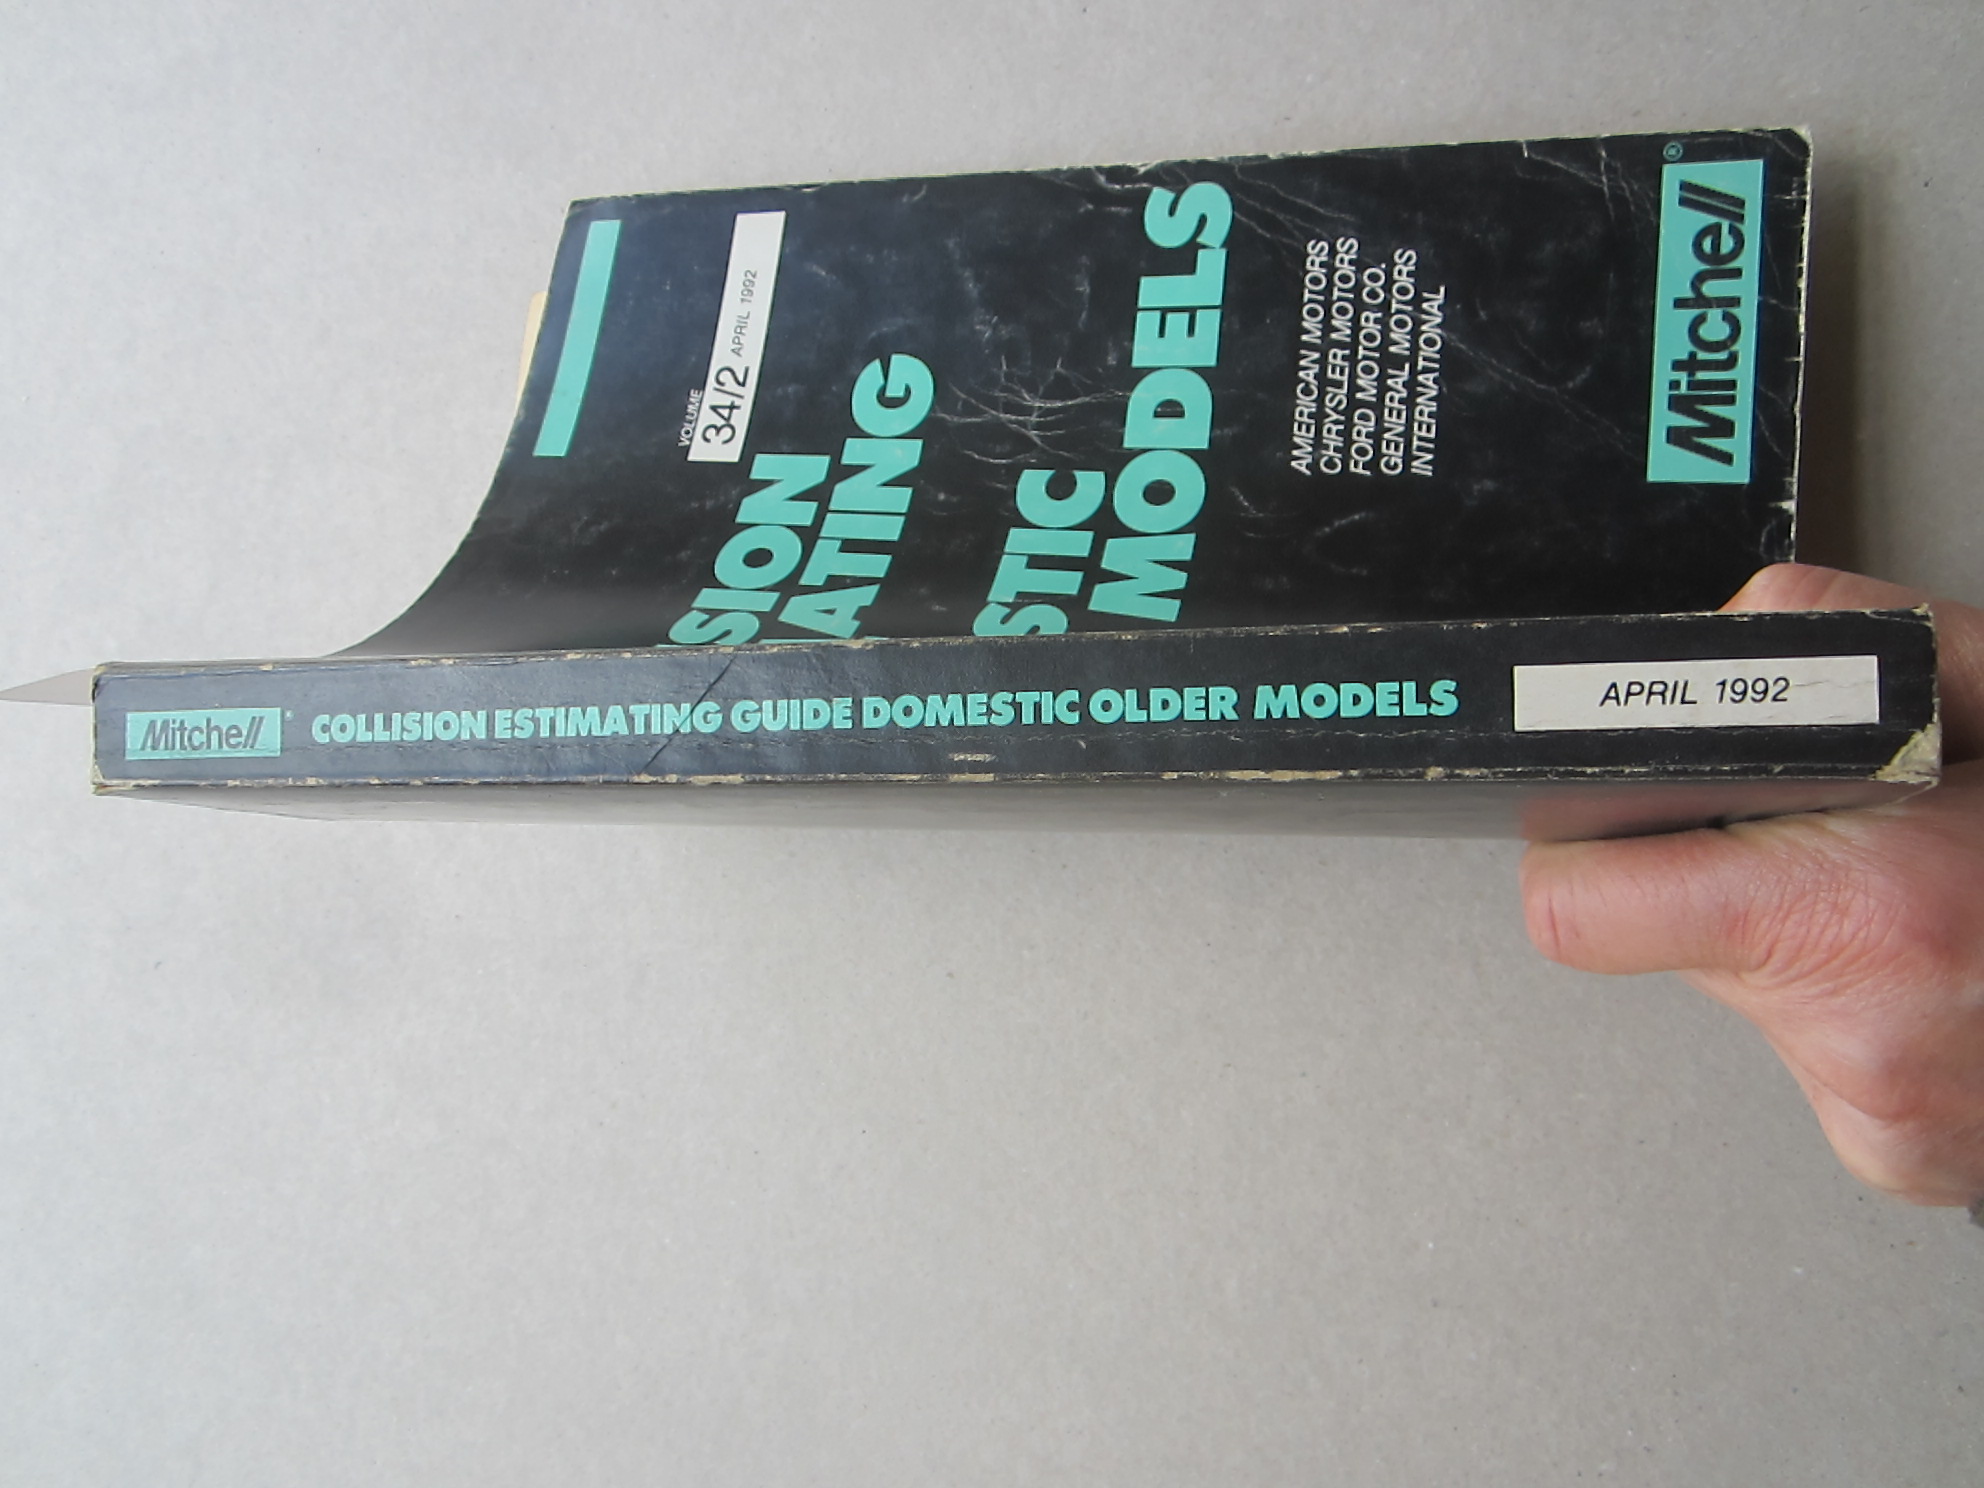 Mitchell
COLLISION ESTIMATING GUIDE DOMESTIC OLDER MODELS
APRIL 1992
VOLUME
34/2 APRIL 1992
SION
ATING
STIC
MODELS
AMERICAN MOTORS
CHRYSLER MOTORS
FORD MOTOR CO.
GENERAL MOTORS
INTERNATIONAL
Mitchell®